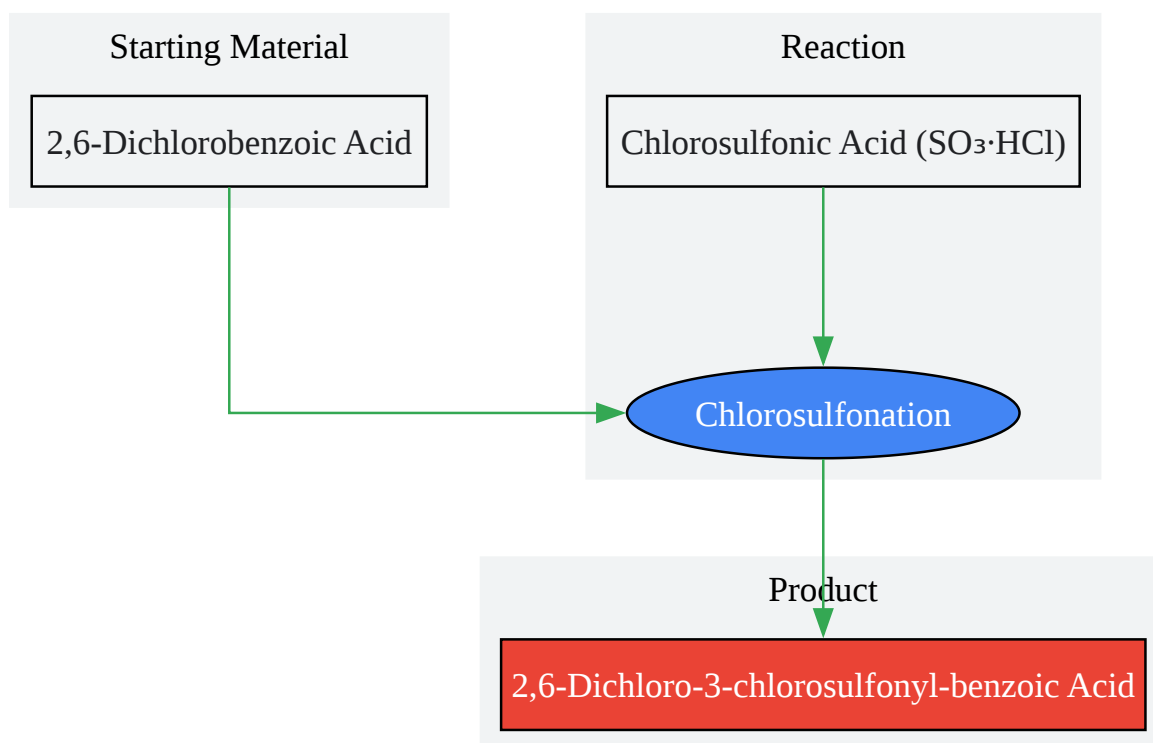 Starting Material
Reaction
2,6-Dichlorobenzoic Acid
Chlorosulfonic Acid (SO₃·HCl)
Chlorosulfonation
Product
2,6-Dichloro-3-chlorosulfonyl-benzoic Acid